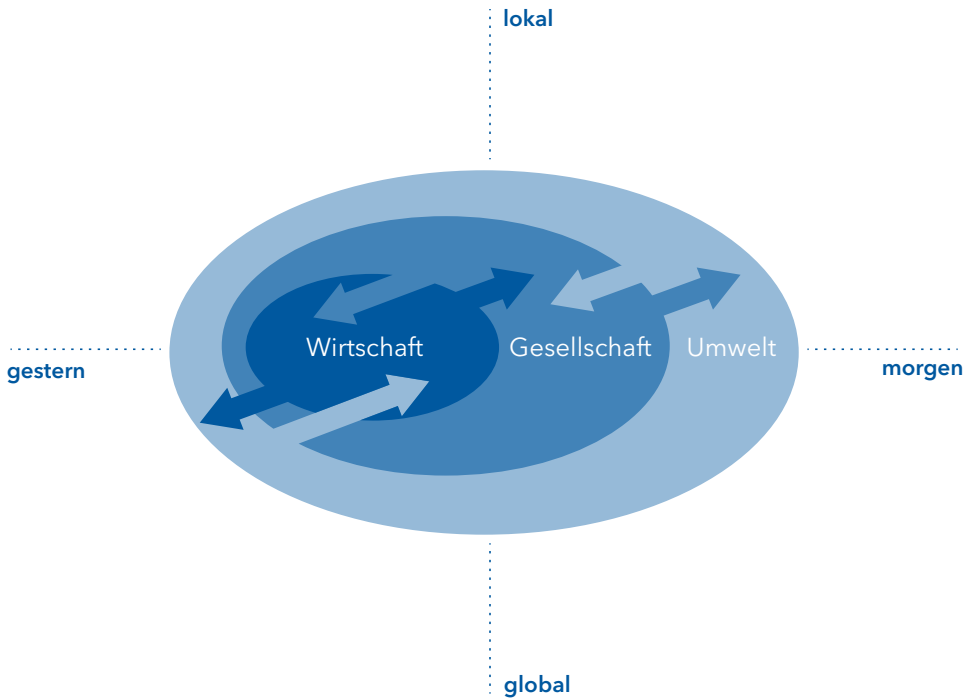 lokal
Wirtschaft
Gesellschaft
Umwelt
gestern
morgen
global